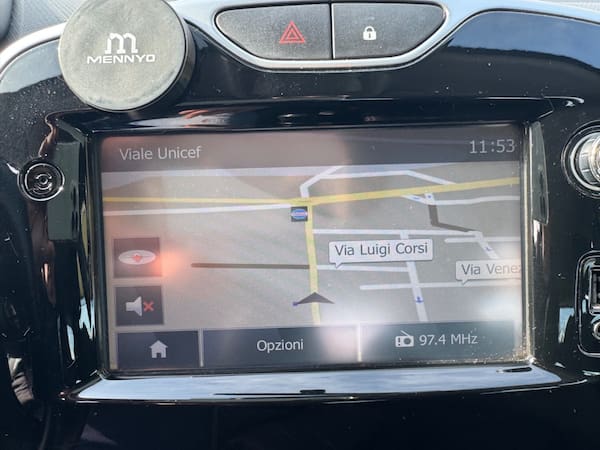 m
MENNYO
Viale Unicef 11:53
Via Luigi Corsi
Via Venez
Opzioni 97.4 MHz